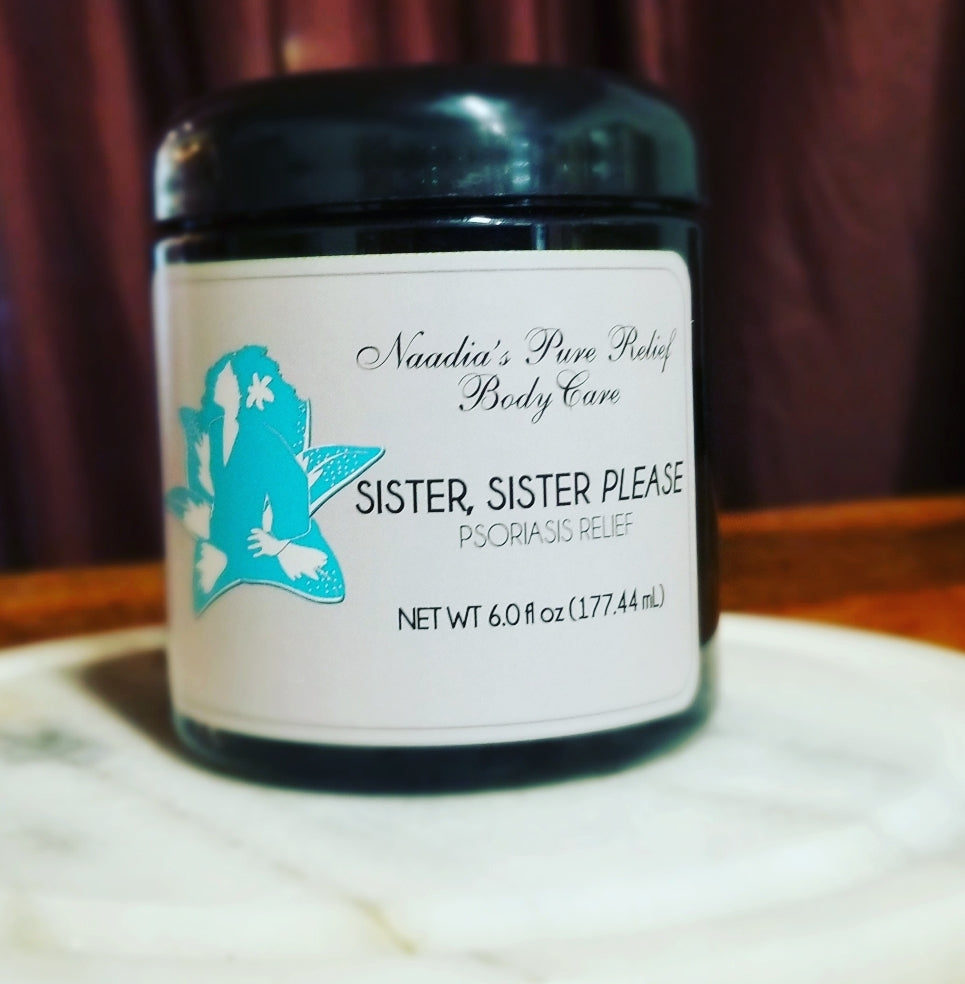 Naadia's Pure Relief
Body Care
SISTER, SISTER PLEASE
PSORIASIS RELIEF
NET WT 6.0 fl oz (177.44 mL)